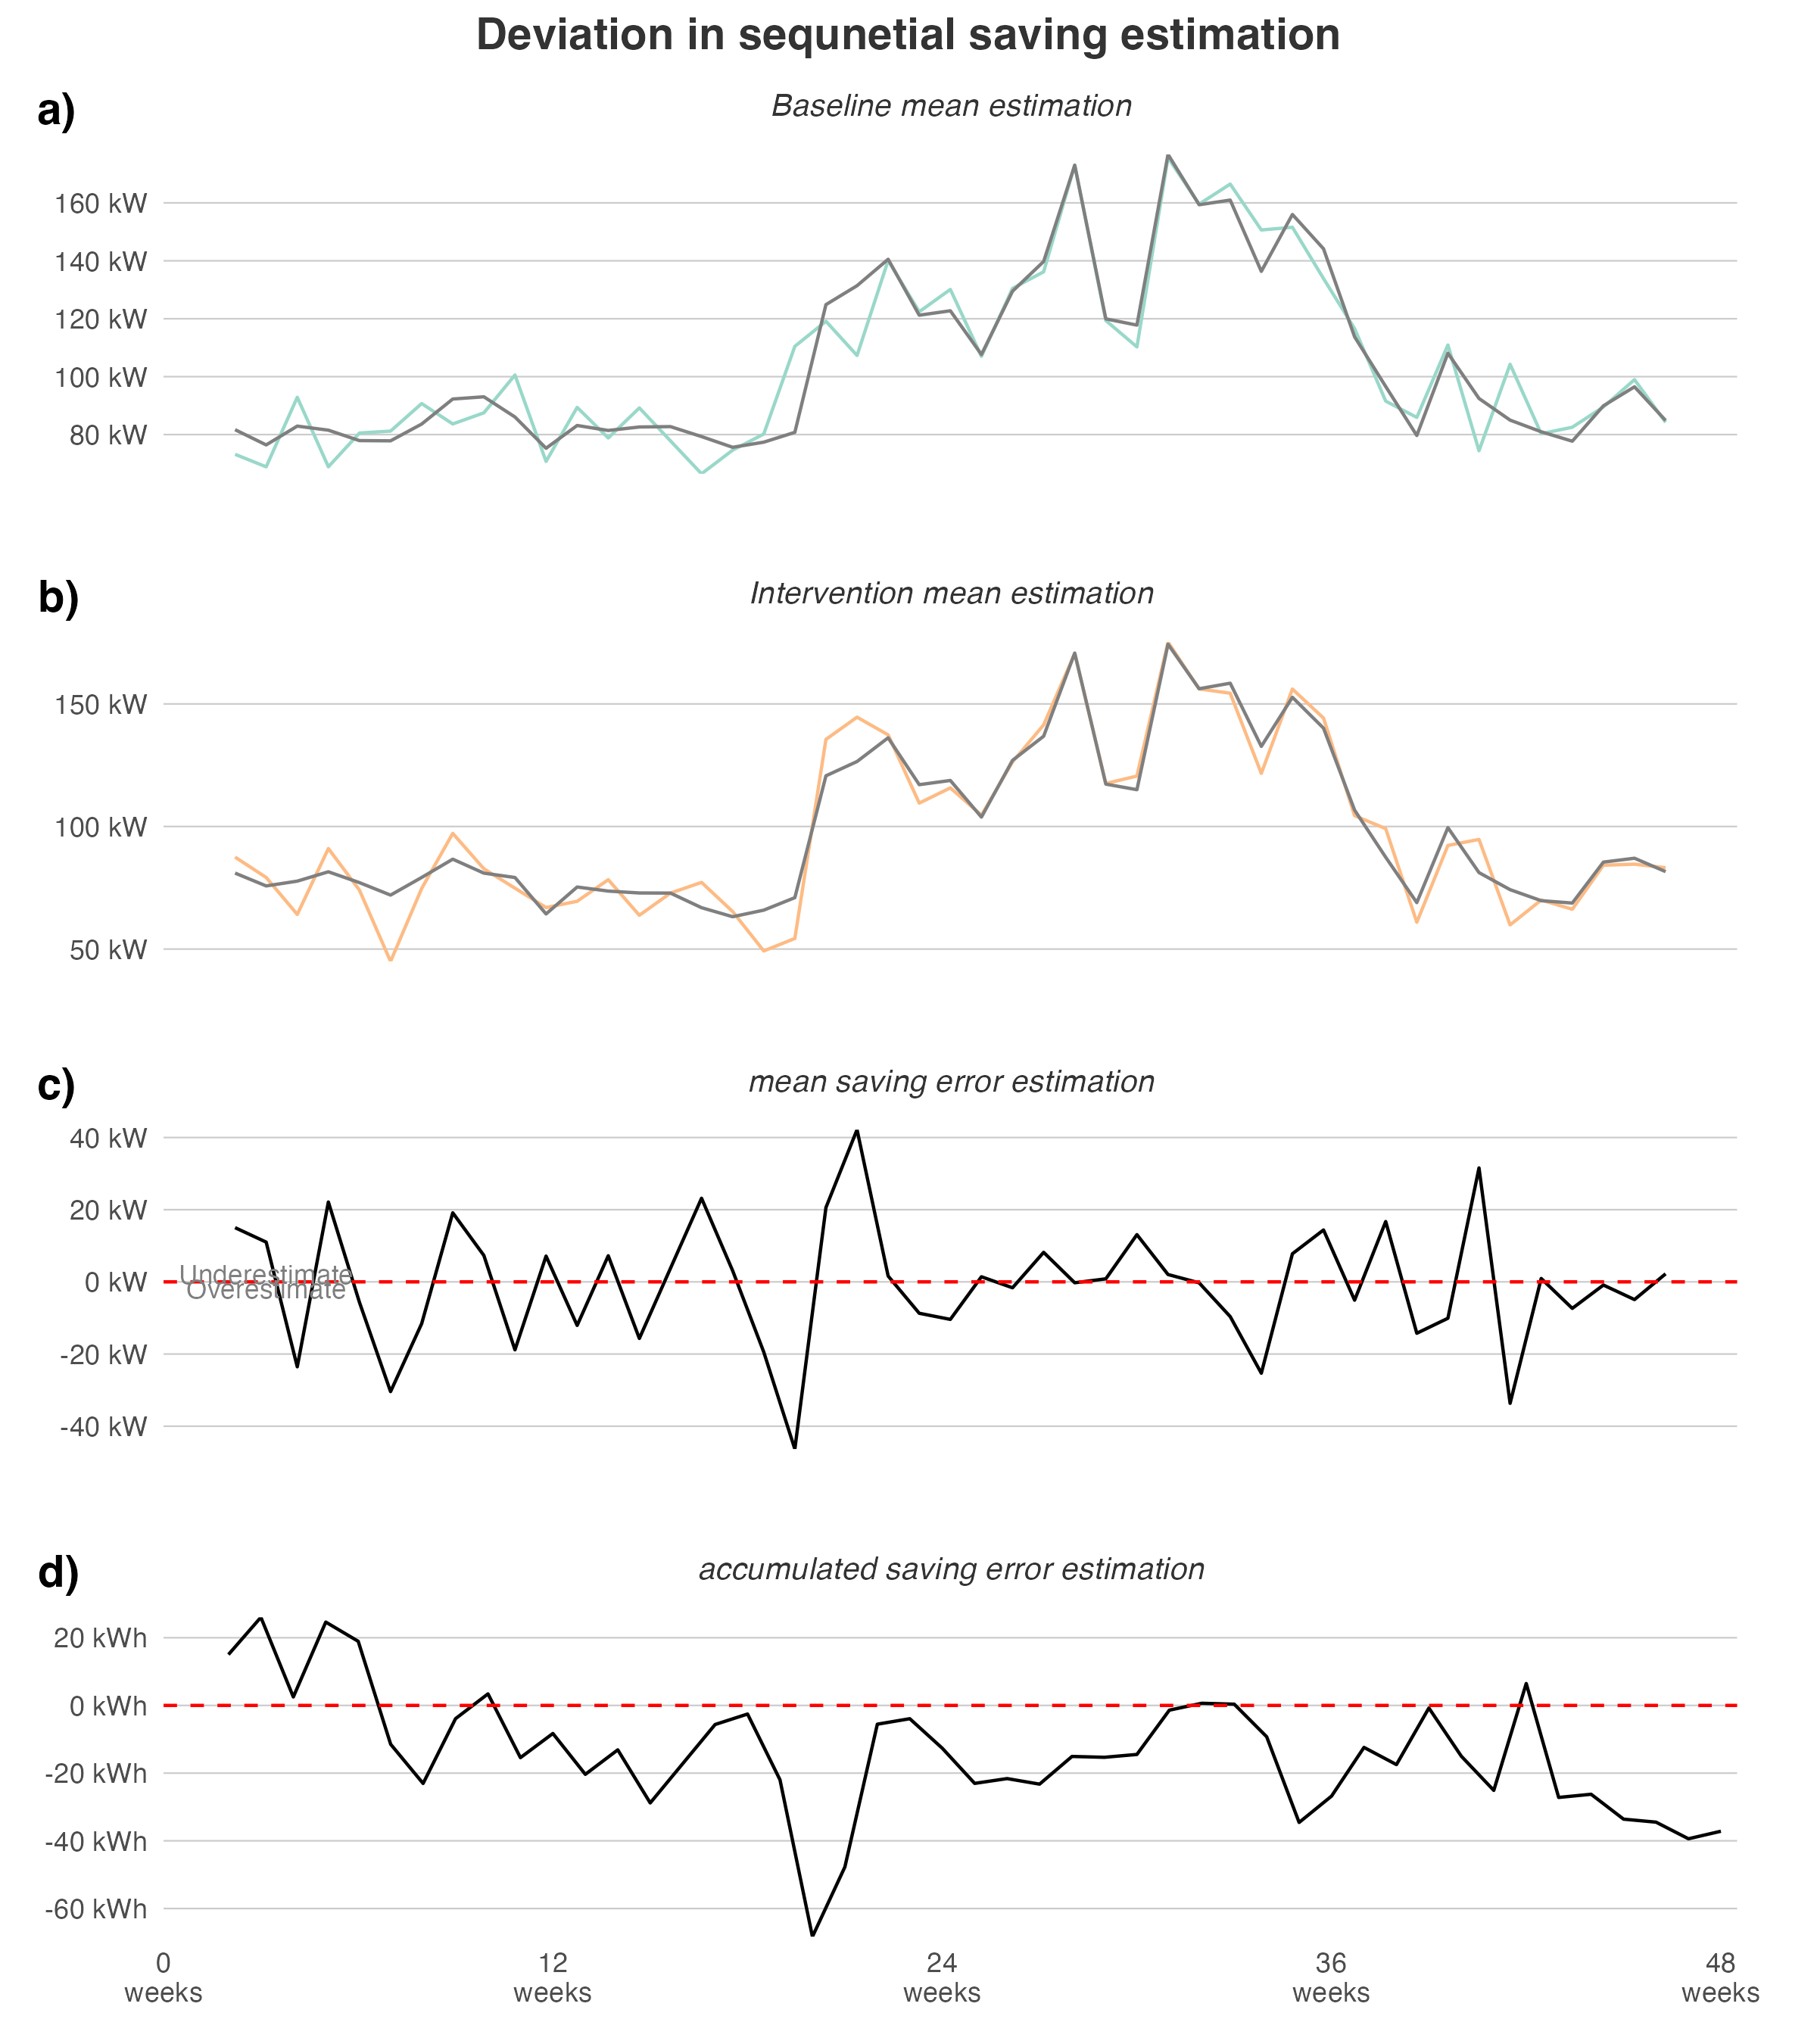 Deviation in sequnetial saving estimation
a)
Baseline mean estimation
160 kW
140 kW
120 kW
100 kW
80 kW
b)
Intervention mean estimation
150 kW
100 kW
50 kW
c)
mean saving error estimation
40 kW
20 kW
0 kW
-20 kW
-40 kW
Underestimate
Overestimate
d)
accumulated saving error estimation
20 kWh
0 kWh
-20 kWh
-40 kWh
-60 kWh
0 weeks
12 weeks
24 weeks
36 weeks
48 weeks